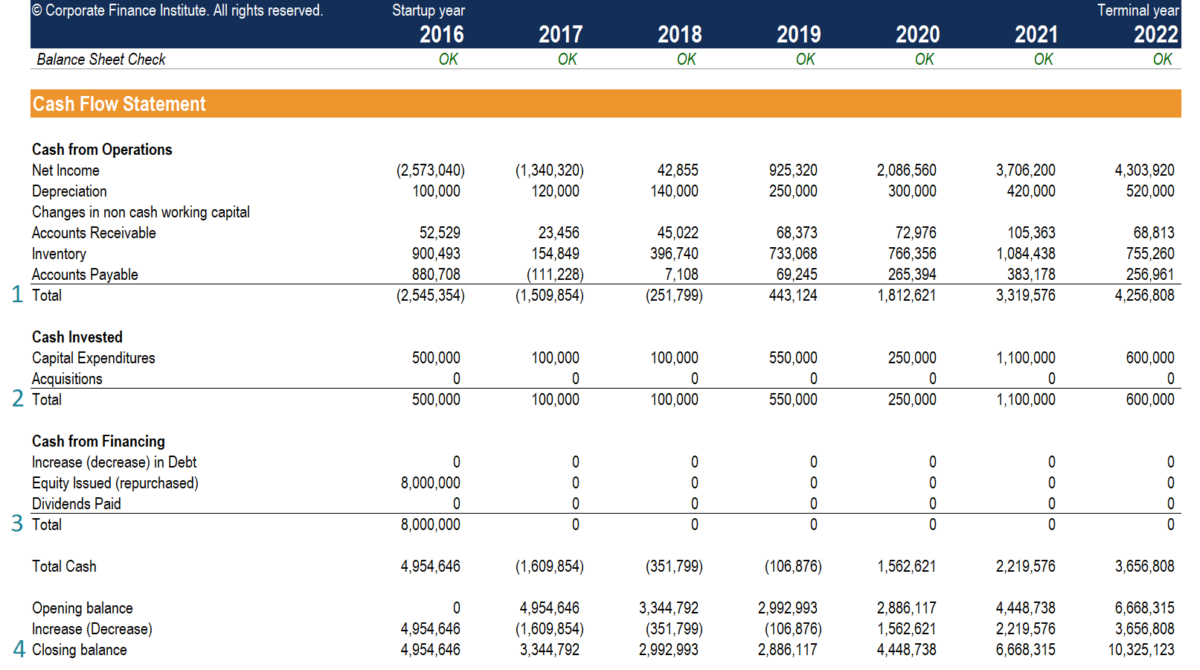 © Corporate Finance Institute. All rights reserved. Startup year Terminal year
2016 2017 2018 2019 2020 2021 2022
Balance Sheet Check OK OK OK OK OK OK OK
Cash Flow Statement
Cash from Operations
Net Income (2,573,040) (1,340,320) 42,855 925,320 2,086,560 3,706,200 4,303,920
Depreciation 100,000 120,000 140,000 250,000 300,000 420,000 520,000
Changes in non cash working capital
Accounts Receivable 52,529 23,456 45,022 68,373 72,976 105,363 68,813
Inventory 900,493 154,849 396,740 733,068 766,356 1,084,438 755,260
Accounts Payable 880,708 (111,228) 7,108 69,245 265,394 383,178 256,961
1 Total (2,545,354) (1,509,854) (251,799) 443,124 1,812,621 3,319,576 4,256,808
Cash Invested
Capital Expenditures 500,000 100,000 100,000 550,000 250,000 1,100,000 600,000
Acquisitions 0 0 0 0 0 0 0
2 Total 500,000 100,000 100,000 550,000 250,000 1,100,000 600,000
Cash from Financing
Increase (decrease) in Debt 0 0 0 0 0 0 0
Equity Issued (repurchased) 8,000,000 0 0 0 0 0 0
Dividends Paid 0 0 0 0 0 0 0
3 Total 8,000,000 0 0 0 0 0 0
Total Cash 4,954,646 (1,609,854) (351,799) (106,876) 1,562,621 2,219,576 3,656,808
Opening balance 0 4,954,646 3,344,792 2,992,993 2,886,117 4,448,738 6,668,315
Increase (Decrease) 4,954,646 (1,609,854) (351,799) (106,876) 1,562,621 2,219,576 3,656,808
4 Closing balance 4,954,646 3,344,792 2,992,993 2,886,117 4,448,738 6,668,315 10,325,123